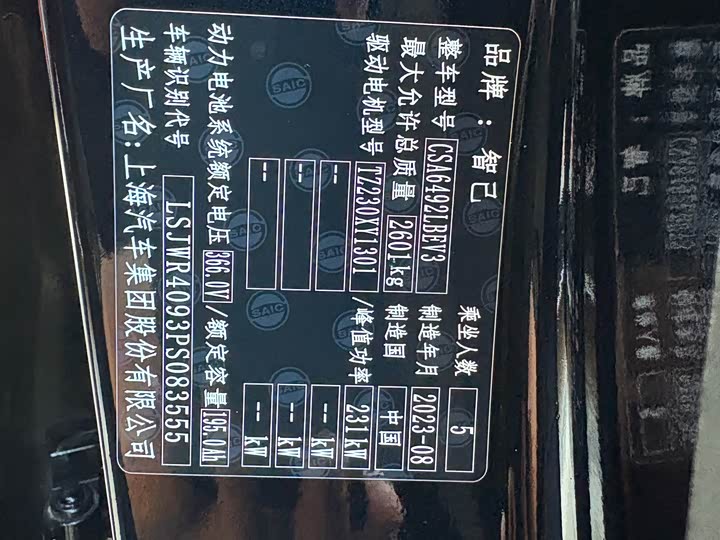 品牌：智己
整车型号 CSA6492LBEV3 乘坐人数 5
最大允许总质量 2601 kg 制造年月 2023-08
制造国 中国
驱动电机型号 TZ230XY1301 /峰值功率 231kW
-- -- kW
-- -- kW
-- -- kW
动力电池系统额定电压 366.0V /额定容量 195.0Ah
车辆识别代号 LSJWR4093PS083555
生产厂名:上海汽车集团股份有限公司
SAIC